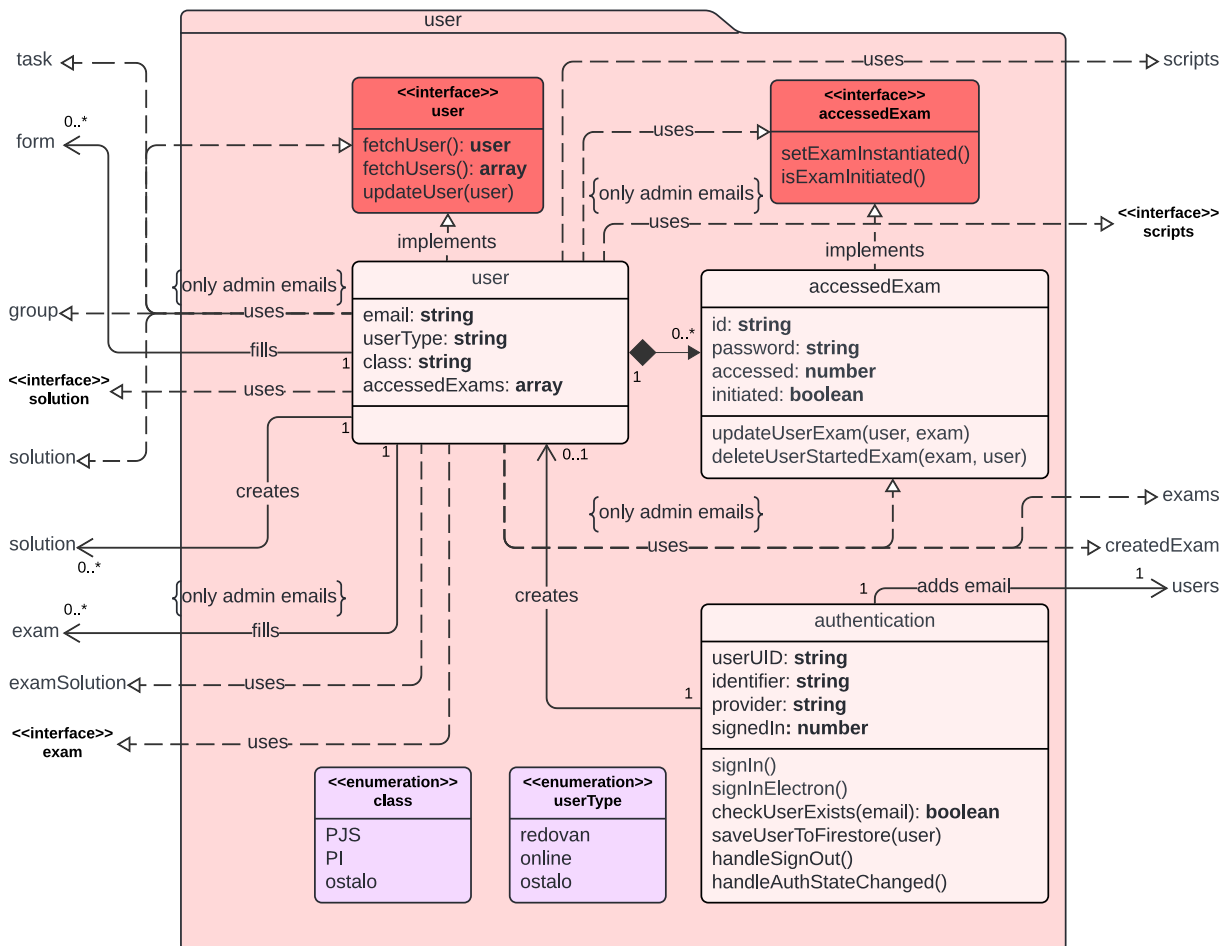 user
task
uses
scripts
<<interface>>
user
fetchUser(): user
fetchUsers(): array
updateUser(user)
<<interface>>
accessedExam
setExamInstantiated()
isExamInitiated()
0..*
form
uses
{only admin emails}
uses
<<interface>>
scripts
implements
implements
{only admin emails}
group
uses
fills
1
<<interface>>
solution
uses
1
solution
creates
solution
0..*
user
email: string
userType: string
class: string
accessedExams: array
1
0..*
accessedExam
id: string
password: string
accessed: number
initiated: boolean
updateUserExam(user, exam)
deleteUserStartedExam(exam, user)
1
0..1
{only admin emails}
uses
exams
createdExam
creates
1
adds email
1
users
{only admin emails}
0..*
exam
fills
examSolution
uses
<<interface>>
exam
uses
1
authentication
userUID: string
identifier: string
provider: string
signedIn: number
signIn()
signInElectron()
checkUserExists(email): boolean
saveUserToFirestore(user)
handleSignOut()
handleAuthStateChanged()
<<enumeration>>
class
PJS
PI
ostalo
<<enumeration>>
userType
redovan
online
ostalo